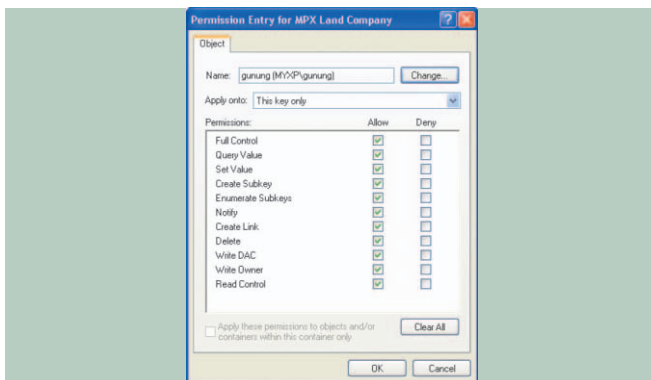 Permission Entry for MPX Land Company
Object
Name: gunung (MYXP\gunung) Change...
Apply onto: This key only
Permissions: Allow Deny
Full Control
Query Value
Set Value
Create Subkey
Enumerate Subkeys
Notify
Create Link
Delete
Write DAC
Write Owner
Read Control
Apply these permissions to objects and/or
containers within this container only
Clear All
OK Cancel